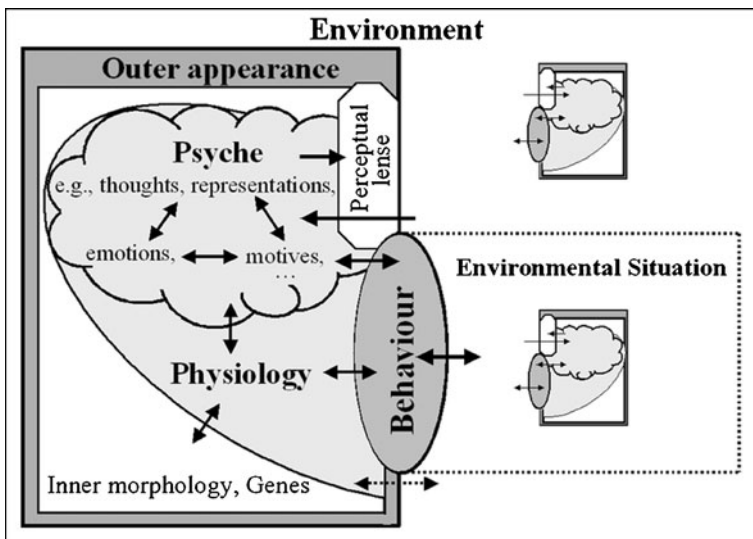 Environment
Outer appearance
Perceptual
lense
Psyche
e.g., thoughts, representations,
emotions,
motives,
…
Environmental Situation
Physiology
Behaviour
Inner morphology, Genes